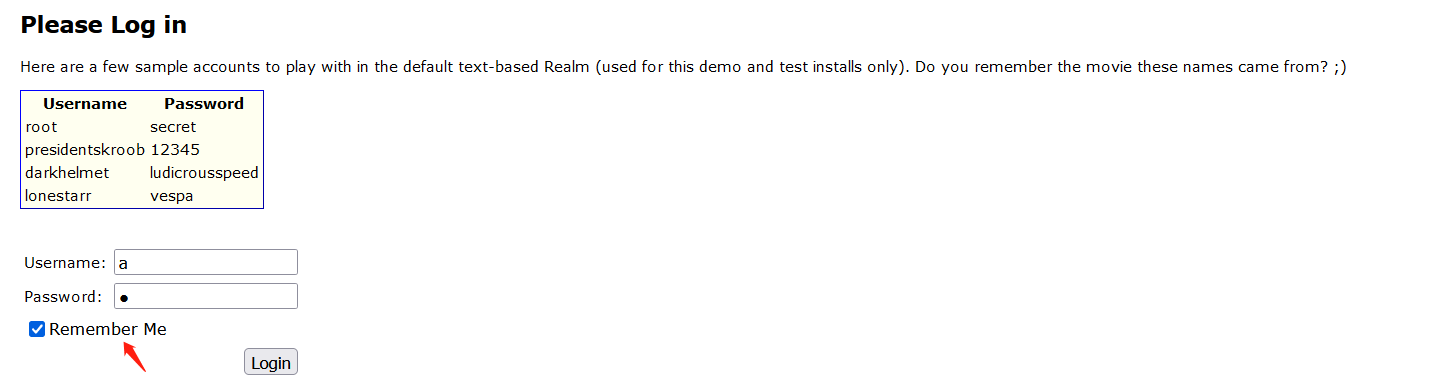 Please Log in
Here are a few sample accounts to play with in the default text-based Realm (used for this demo and test installs only). Do you remember the movie these names came from? ;)
Username Password
root secret
presidentskroob 12345
darkhelmet ludicrousspeed
lonestarr vespa
Username: a
Password: ●
Remember Me
Login